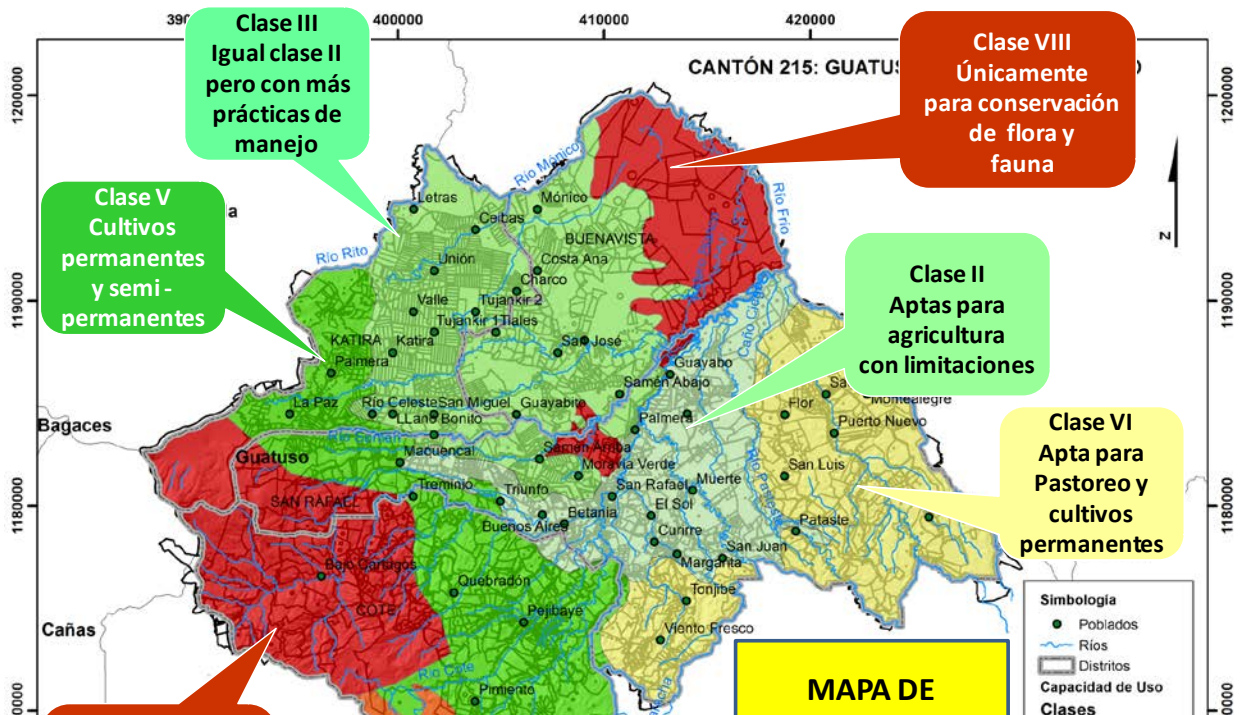 400000
410000
420000
CANTÓN 215: GUATUS
1200000
1200000
1190000
1190000
1180000
1180000
Clase III
Igual clase II
pero con más
prácticas de
manejo
Clase VIII
Únicamente
para conservación
de flora y
fauna
Clase V
Cultivos
permanentes
y semi -
permanentes
Clase II
Aptas para
agricultura
con limitaciones
Clase VI
Apta para
Pastoreo y
cultivos
permanentes
Río Mónico
Letras
Mónico
Ceibas
BUENAVISTA
Río Frío
Río Rito
Unión
Costa Ana
Charco
Valle
Tujankir 2
Tujankir 1
Tiales
KATIRA
Katira
San José
Palmera
Guayabo
Caño Ciego
Samén Abajo
La Paz
Río Celeste
San Miguel
Guayabito
LLano Bonito
Palmera
Flor
Montealegre
Puerto Nuevo
Bagaces
Guatuso
Macuencal
Samén Arriba
Moravia Verde
San Luis
SAN RAFAEL
Treminio
Triunfo
San Rafael
Muerte
El Sol
Buenos Aires
Betania
Pataste
Curire
San Juan
Margarita
Bajo Cartagos
COTE
Quebradón
Tonjibe
Pejibaye
Viento Fresco
Cañas
Río Cote
Pimiento
N
MAPA DE
Simbología
Poblados
Ríos
Distritos
Capacidad de Uso
Clases